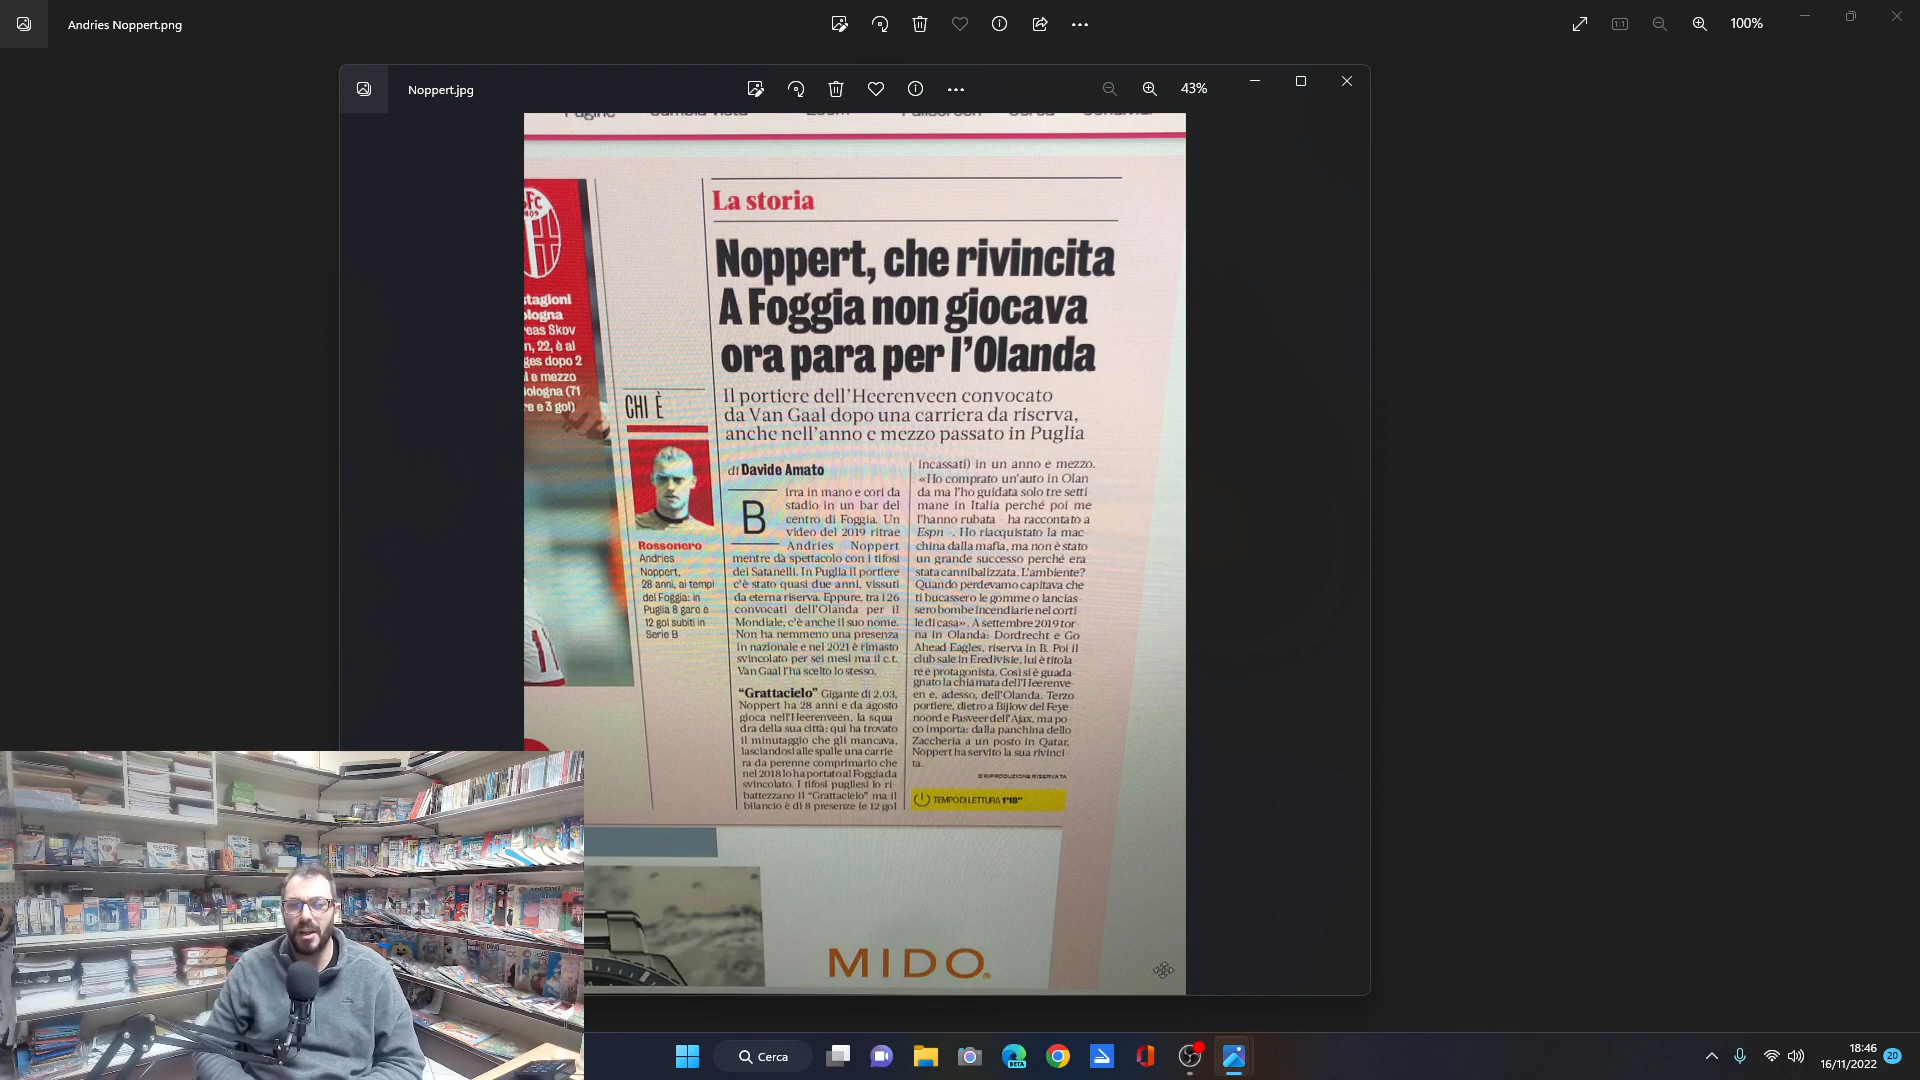 Andries Noppert.png
100%
Noppert.jpg
43%
La storia
Noppert, che rivincita
A Foggia non giocava
ora para per l'Olanda
Il portiere dell'Heerenveen convocato
da Van Gaal dopo una carriera da riserva,
anche nell'anno e mezzo passato in Puglia
CHI È
Rossonero
Andries
Noppert,
28 anni, ai tempi
del Foggia: in
Puglia 8 gare e
12 gol subiti in
Serie B
di Davide Amato
Birra in mano e cori da
stadio in un bar del
centro di Foggia. Un
video del 2019 ritrae
Andries Noppert
mentre dà spettacolo con i tifosi
dei Satanelli. In Puglia il portiere
c'è stato quasi due anni, vissuti
da eterna riserva. Eppure, tra i 26
convocati dell'Olanda per il
Mondiale, c'è anche il suo nome.
Non ha nemmeno una presenza
in nazionale e nel 2021 è rimasto
svincolato per sei mesi ma il c.t.
Van Gaal l'ha scelto lo stesso.
"Grattacielo" Gigante di 2.03,
Noppert ha 28 anni e da agosto
gioca nell'Heerenveen, la squa
dra della sua città: qui ha trovato
il minutaggio che gli mancava,
lasciandosi alle spalle una carrie
ra da perenne comprimario che
nel 2018 lo ha portato al Foggia da
svincolato. I tifosi pugliesi lo ri
battezzano il "Grattacielo" ma il
bilancio è di 8 presenze (e 12 gol
incassati) in un anno e mezzo.
«Ho comprato un'auto in Olan
da ma l'ho guidata solo tre setti
mane in Italia perché poi me
l'hanno rubata ha raccontato a
Espn . Ho riacquistato la mac
china dalla mafia, ma non è stato
un grande successo perché era
stata cannibalizzata. L'ambiente?
Quando perdevamo capitava che
ti bucassero le gomme o lancias
sero bombe incendiarie nel corti
le di casa». A settembre 2019 tor
na in Olanda: Dordrecht e Go
Ahead Eagles, riserva in B. Poi il
club sale in Eredivisie, lui è titola
re e protagonista. Così si è guada
gnato la chiamata dell'Heerenve
en e, adesso, dell'Olanda. Terzo
portiere, dietro a Bijlow del Feye
noord e Pasveer dell'Ajax, ma po
co importa: dalla panchina dello
Zaccheria a un posto in Qatar,
Noppert ha servito la sua rivinci
ta.
© RIPRODUZIONE RISERVATA
TEMPO DI LETTURA 1'18"
MIDO
Cerca
BETA
18:46
16/11/2022
20